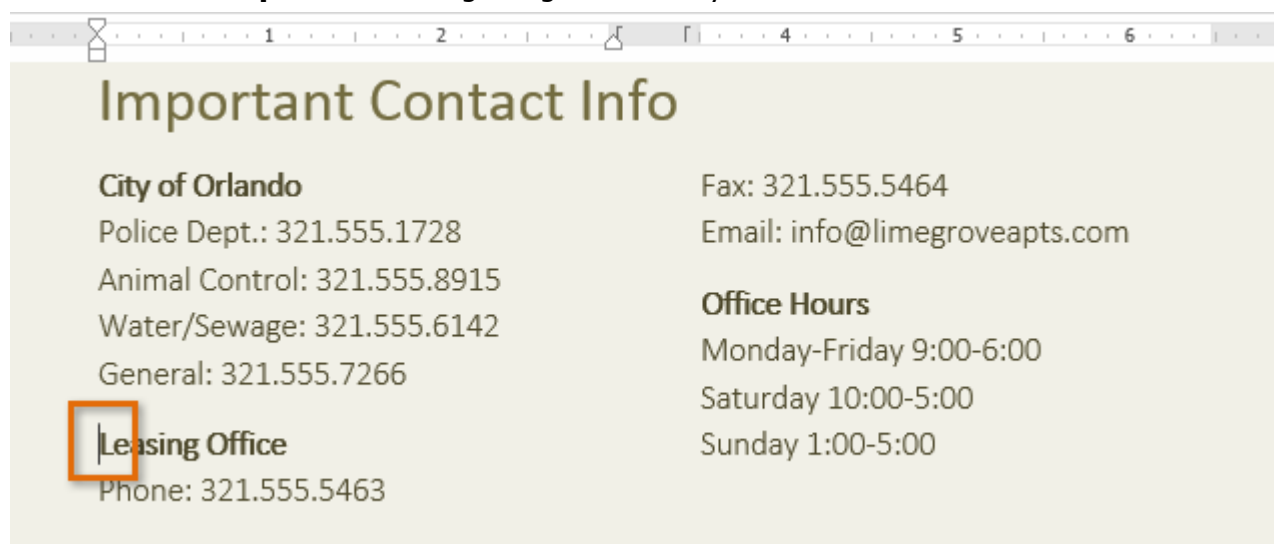 1 2 4 5 6
Important Contact Info
City of Orlando
Police Dept.: 321.555.1728
Animal Control: 321.555.8915
Water/Sewage: 321.555.6142
General: 321.555.7266
Leasing Office
Phone: 321.555.5463
Fax: 321.555.5464
Email: info@limegroveapts.com
Office Hours
Monday-Friday 9:00-6:00
Saturday 10:00-5:00
Sunday 1:00-5:00